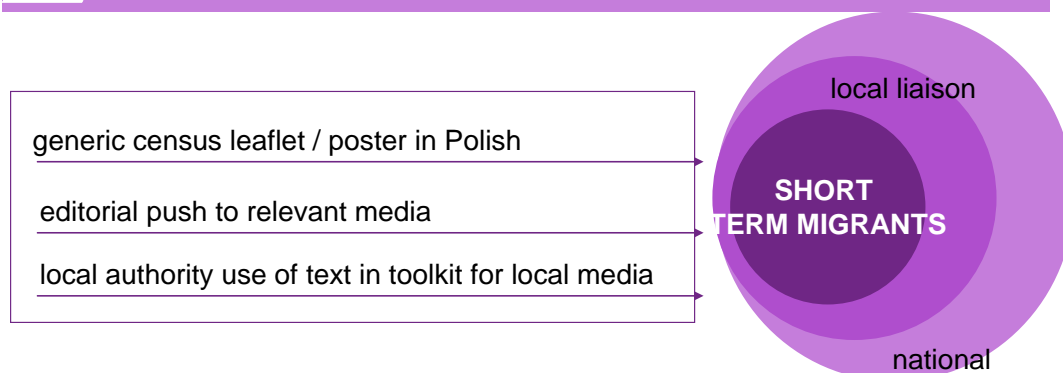 local liaison
generic census leaflet / poster in Polish
SHORT
TERM MIGRANTS
editorial push to relevant media
local authority use of text in toolkit for local media
national